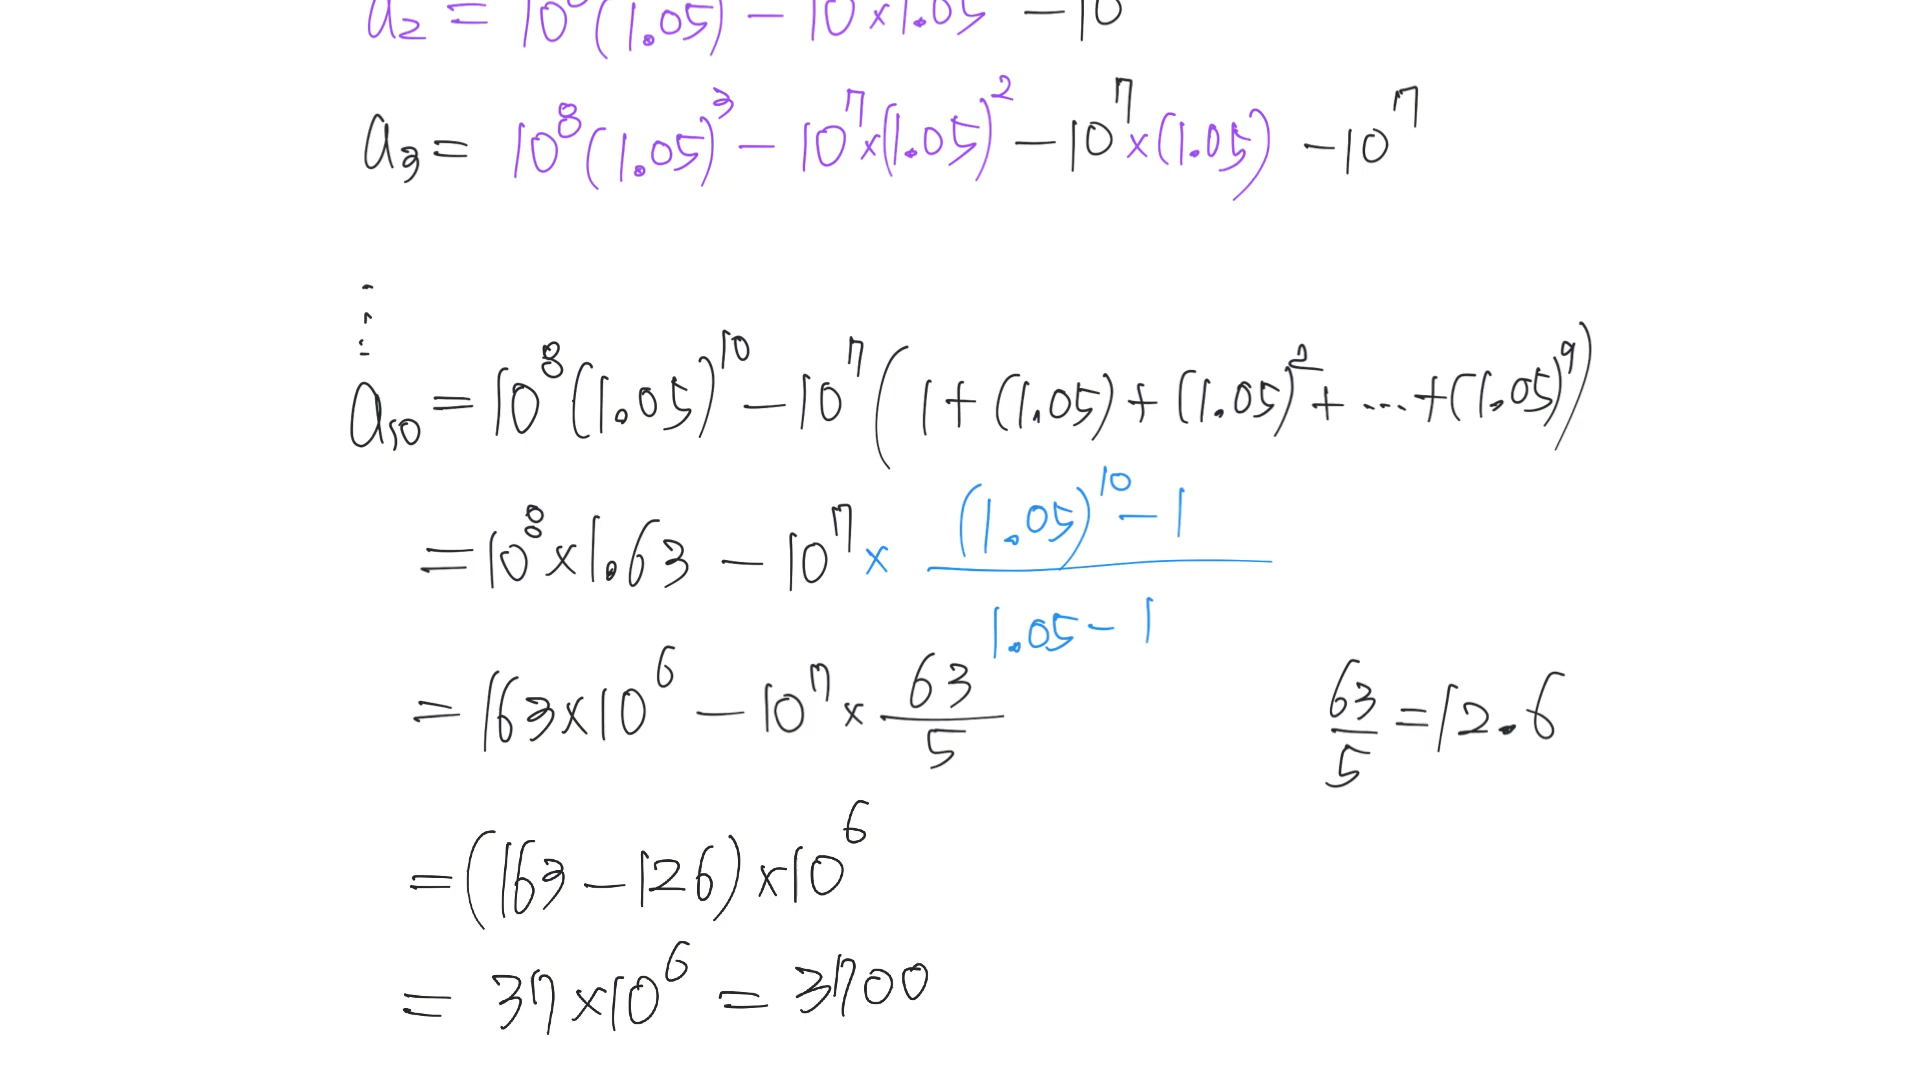 a₂ = 10⁸(1.05) − 10 × 1.05 − 10
a₃ = 10⁸(1.05)³ − 10⁷×(1.05)² − 10⁷×(1.05) − 10⁷
⋮
a₁₀ = 10⁸(1.05)¹⁰ − 10⁷(1 + (1.05) + (1.05)² + ... + (1.05)⁹)
= 10⁸×1.63 − 10⁷ × ((1.05)¹⁰ − 1)/(1.05 − 1)
= 163×10⁶ − 10⁷ × 63/5
63/5 = 12.6
= (163 − 126) × 10⁶
= 37 × 10⁶ = 3700